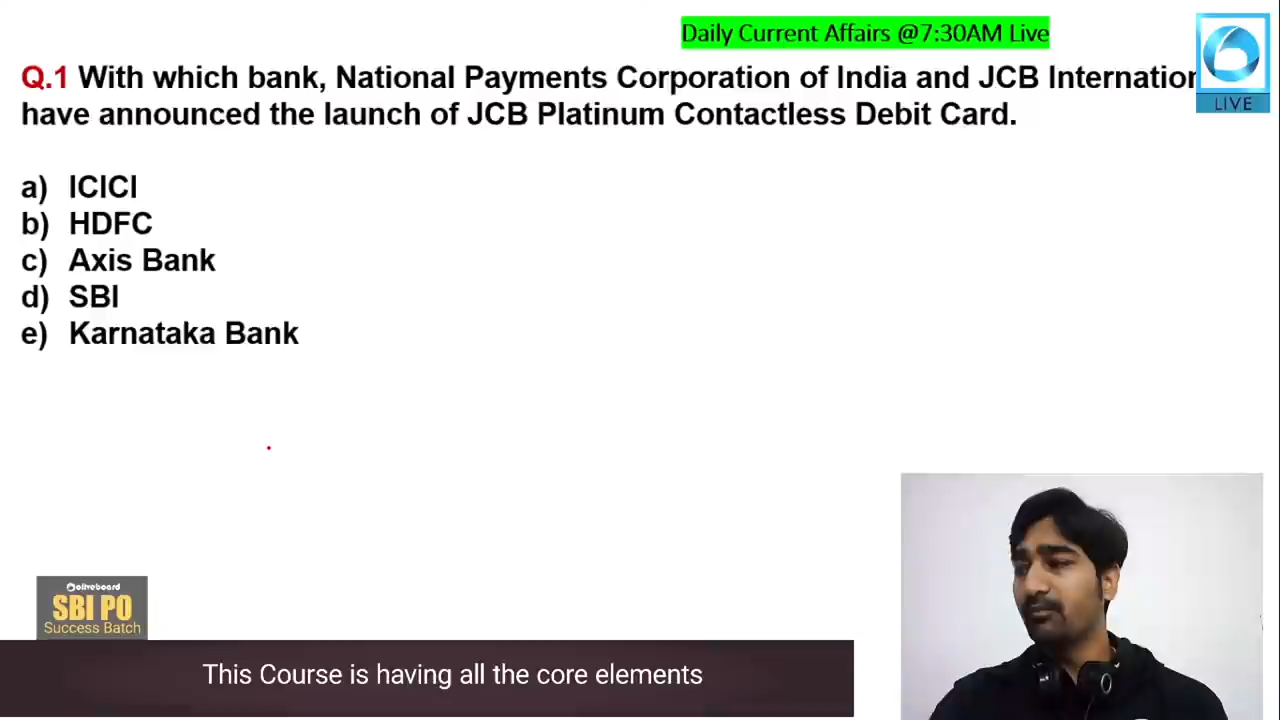 Daily Current Affairs @7:30AM Live
Q.1 With which bank, National Payments Corporation of India and JCB Internation
have announced the launch of JCB Platinum Contactless Debit Card.
LIVE
a) ICICI
b) HDFC
c) Axis Bank
d) SBI
e) Karnataka Bank
oliveboard
SBI PO
Success Batch
This Course is having all the core elements